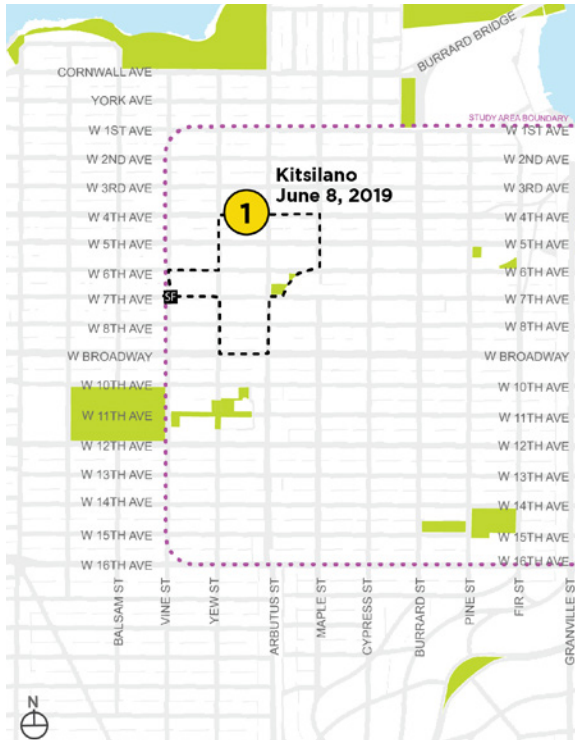 BURRARD BRIDGE
CORNWALL AVE
YORK AVE
STUDY AREA BOUNDARY
W 1ST AVE
W 1ST AVE
W 2ND AVE
W 2ND AVE
W 3RD AVE
W 3RD AVE
Kitsilano
June 8, 2019
1
W 4TH AVE
W 4TH AVE
W 5TH AVE
W 5TH AVE
W 6TH AVE
W 6TH AVE
W 7TH AVE
SF
W 7TH AVE
W 8TH AVE
W 8TH AVE
W BROADWAY
W BROADWAY
W 10TH AVE
W 10TH AVE
W 11TH AVE
W 11TH AVE
W 12TH AVE
W 12TH AVE
W 13TH AVE
W 13TH AVE
W 14TH AVE
W 14TH AVE
W 15TH AVE
W 15TH AVE
W 16TH AVE
W 16TH AVE
BALSAM ST
VINE ST
YEW ST
ARBUTUS ST
MAPLE ST
CYPRESS ST
BURRARD ST
PINE ST
FIR ST
GRANVILLE ST
N